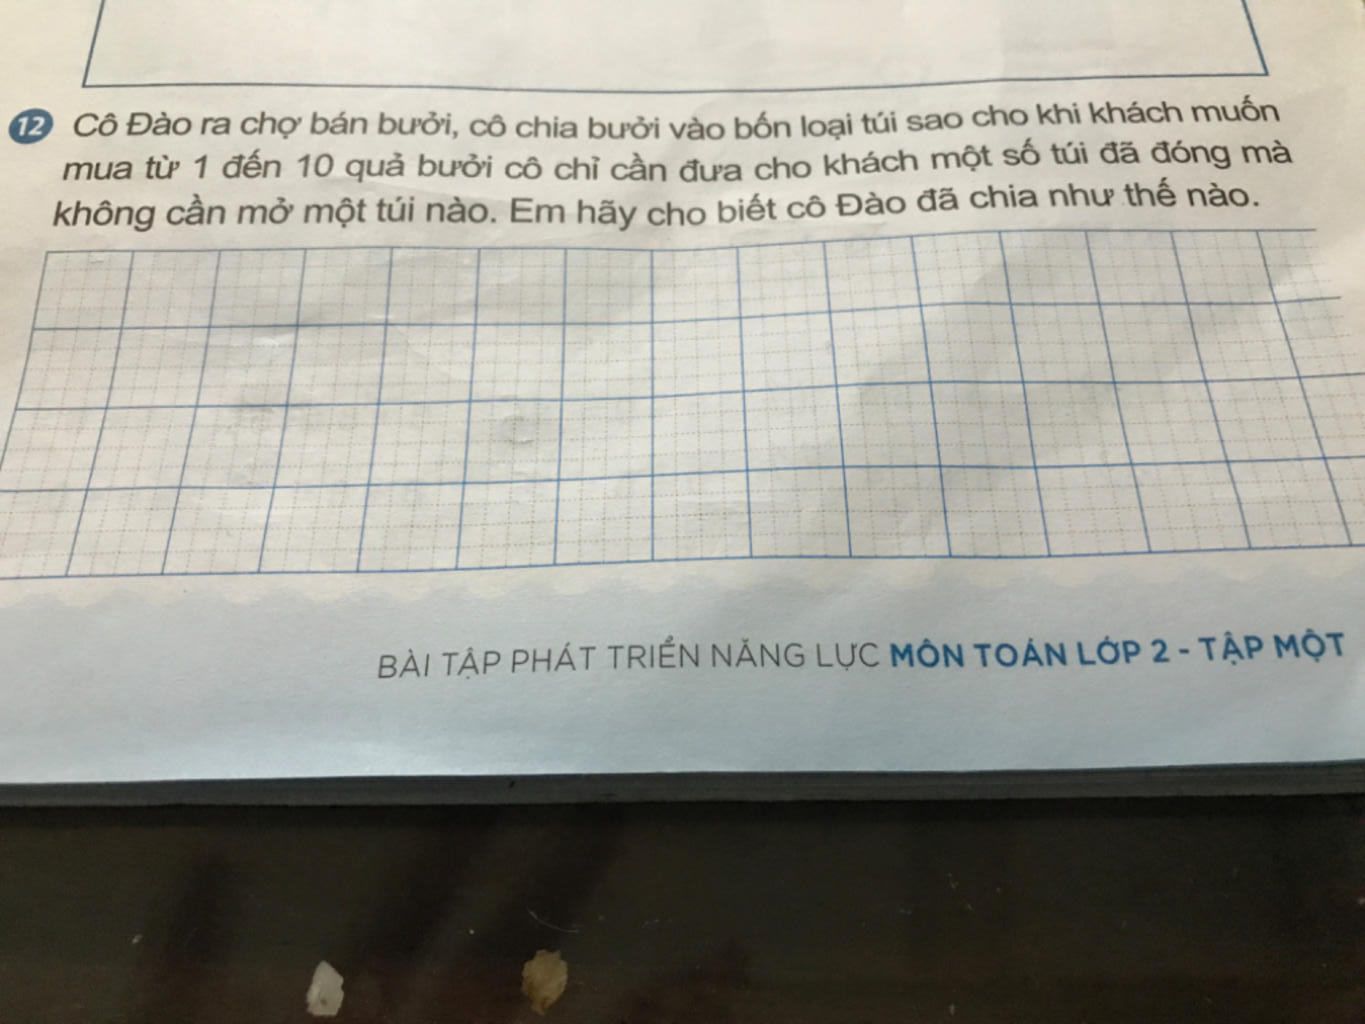 12 Cô Đào ra chợ bán bưởi, cô chia bưởi vào bốn loại túi sao cho khi khách muốn
mua từ 1 đến 10 quả bưởi cô chỉ cần đưa cho khách một số túi đã đóng mà
không cần mở một túi nào. Em hãy cho biết cô Đào đã chia như thế nào.
BÀI TẬP PHÁT TRIỂN NĂNG LỰC MÔN TOÁN LỚP 2 - TẬP MỘT